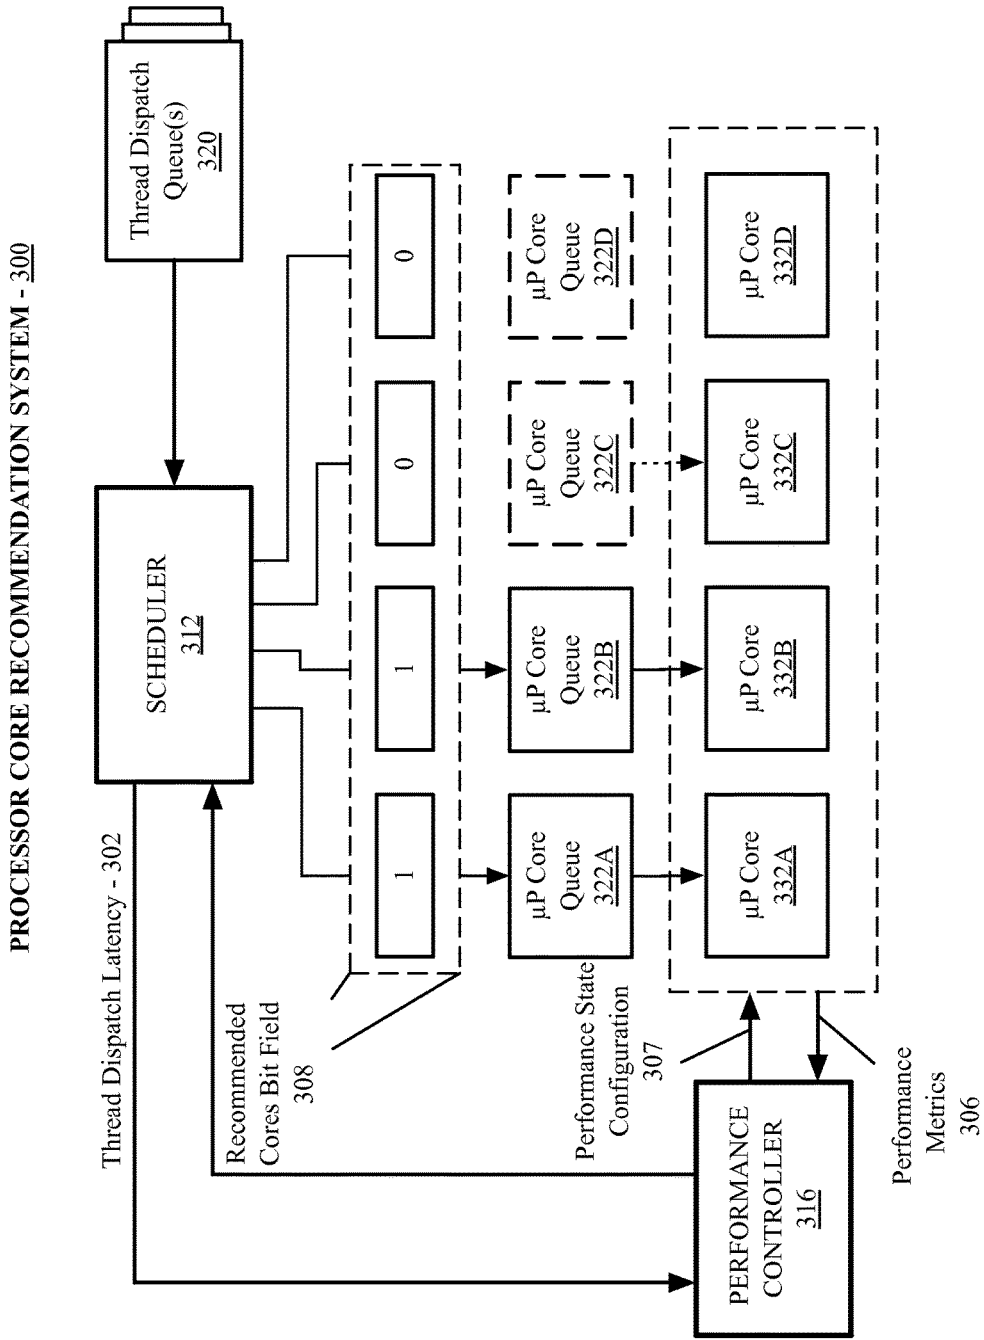 PROCESSOR CORE RECOMMENDATION SYSTEM - 300
Thread Dispatch Latency - 302
SCHEDULER
312
Thread Dispatch
Queue(s)
320
Recommended
Cores Bit Field
308
1
1
0
0
μP Core
Queue
322A
μP Core
Queue
322B
μP Core
Queue
322C
μP Core
Queue
322D
Performance State
Configuration
307
PERFORMANCE
CONTROLLER
316
μP Core
332A
μP Core
332B
μP Core
332C
μP Core
332D
Performance
Metrics
306